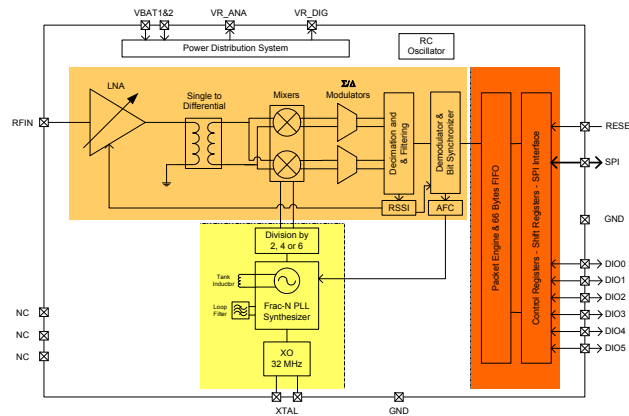 VBAT1&2
VR_ANA
VR_DIG
Power Distribution System
RC
Oscillator
RFIN
LNA
Single to
Differential
Mixers
Σ/Δ
Modulators
Decimation and
& Filtering
Demodulator &
Bit Synchronizer
RSSI
AFC
Packet Engine & 66 Bytes FIFO
Control Registers - Shift Registers - SPI Interface
RESE
SPI
GND
DIO0
DIO1
DIO2
DIO3
DIO4
DIO5
Division by
2, 4 or 6
Tank
Inductor
Frac-N PLL
Synthesizer
Loop
Filter
XO
32 MHz
NC
NC
NC
XTAL
GND